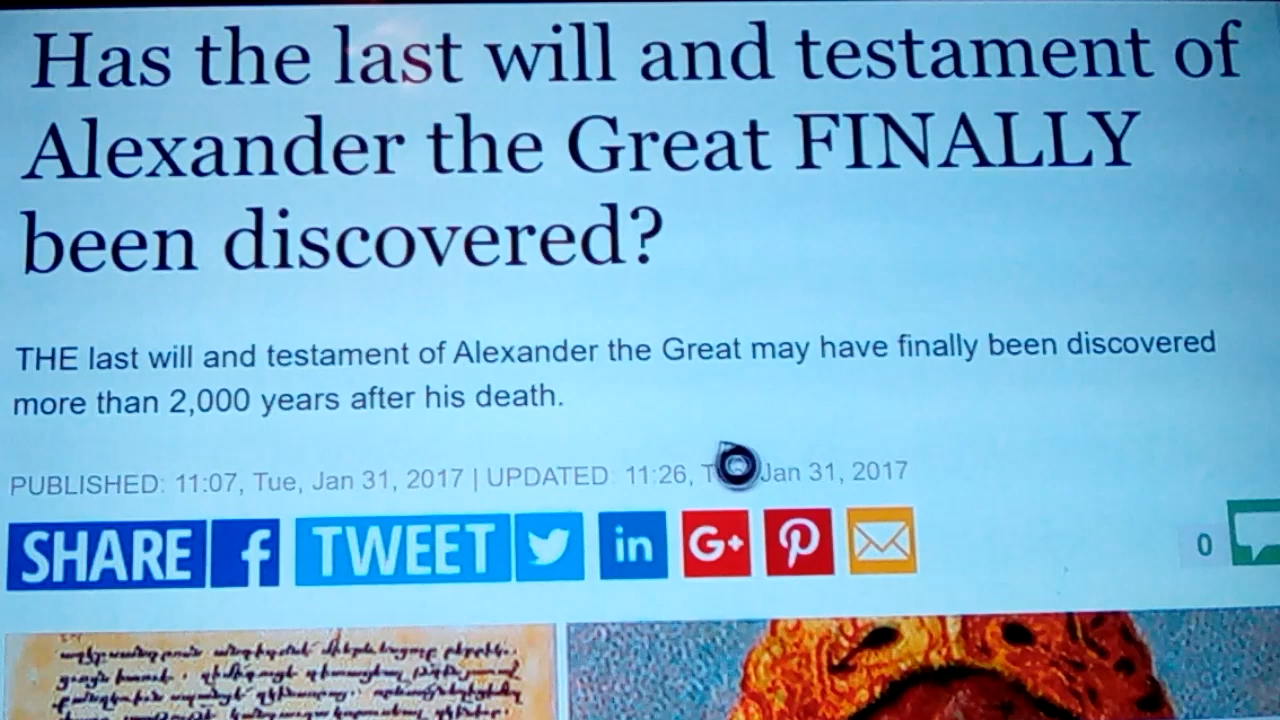 Has the last will and testament of
Alexander the Great FINALLY
been discovered?
THE last will and testament of Alexander the Great may have finally been discovered
more than 2,000 years after his death.
PUBLISHED: 11:07, Tue, Jan 31, 2017 | UPDATED: 11:26, T Jan 31, 2017
SHARE f TWEET in G+ 0